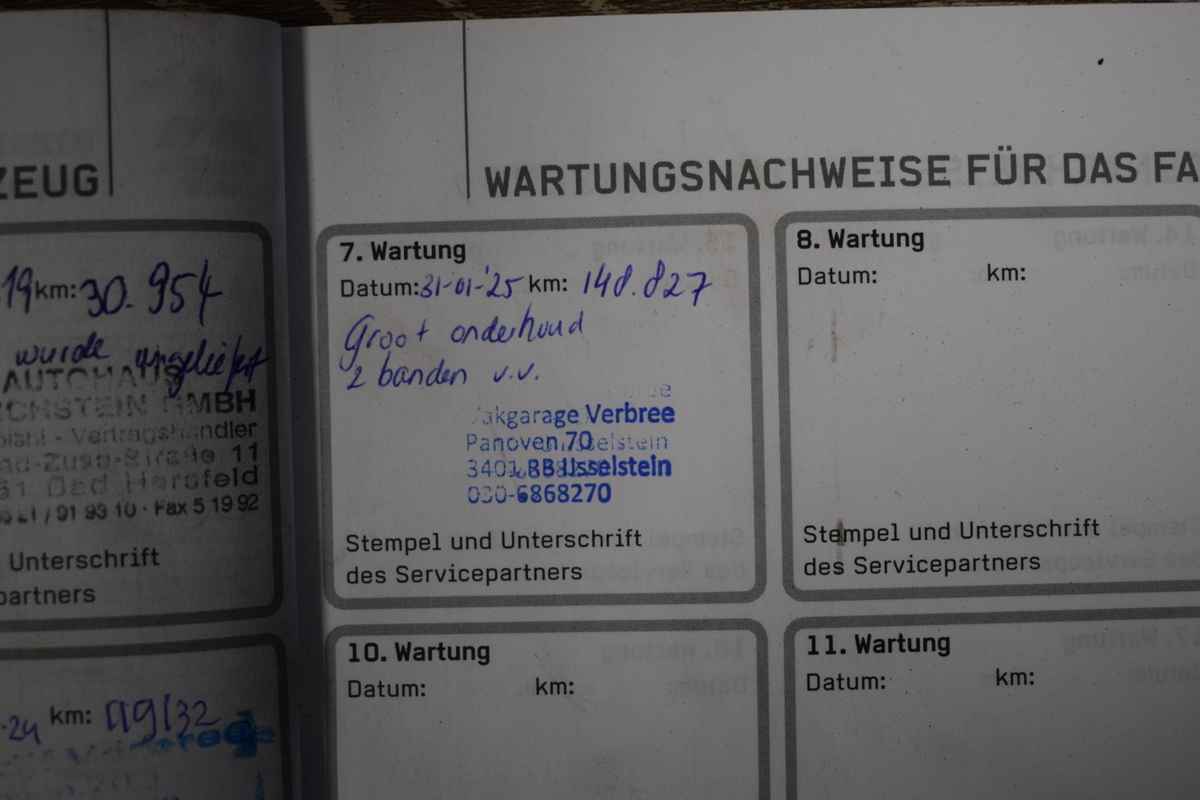 ZEUG
19 km: 30.954
wurde angeliefert
AUTOHAUS
GMBH
Vertragshändler
11
Bad Hersfeld
Fax 5 19 92
Unterschrift
partners
24 km:
WARTUNGSNACHWEISE FÜR DAS FA
7. Wartung
Datum: 31-01-'25 km: 148.827
Groot onderhoud
2 banden v.v.
akgarage Verbree
Panoven 70
3401 BB IJsselstein
030-6868270
Stempel und Unterschrift
des Servicepartners
8. Wartung
Datum: km:
Stempel und Unterschrift
des Servicepartners
10. Wartung
Datum: km:
11. Wartung
Datum: km: